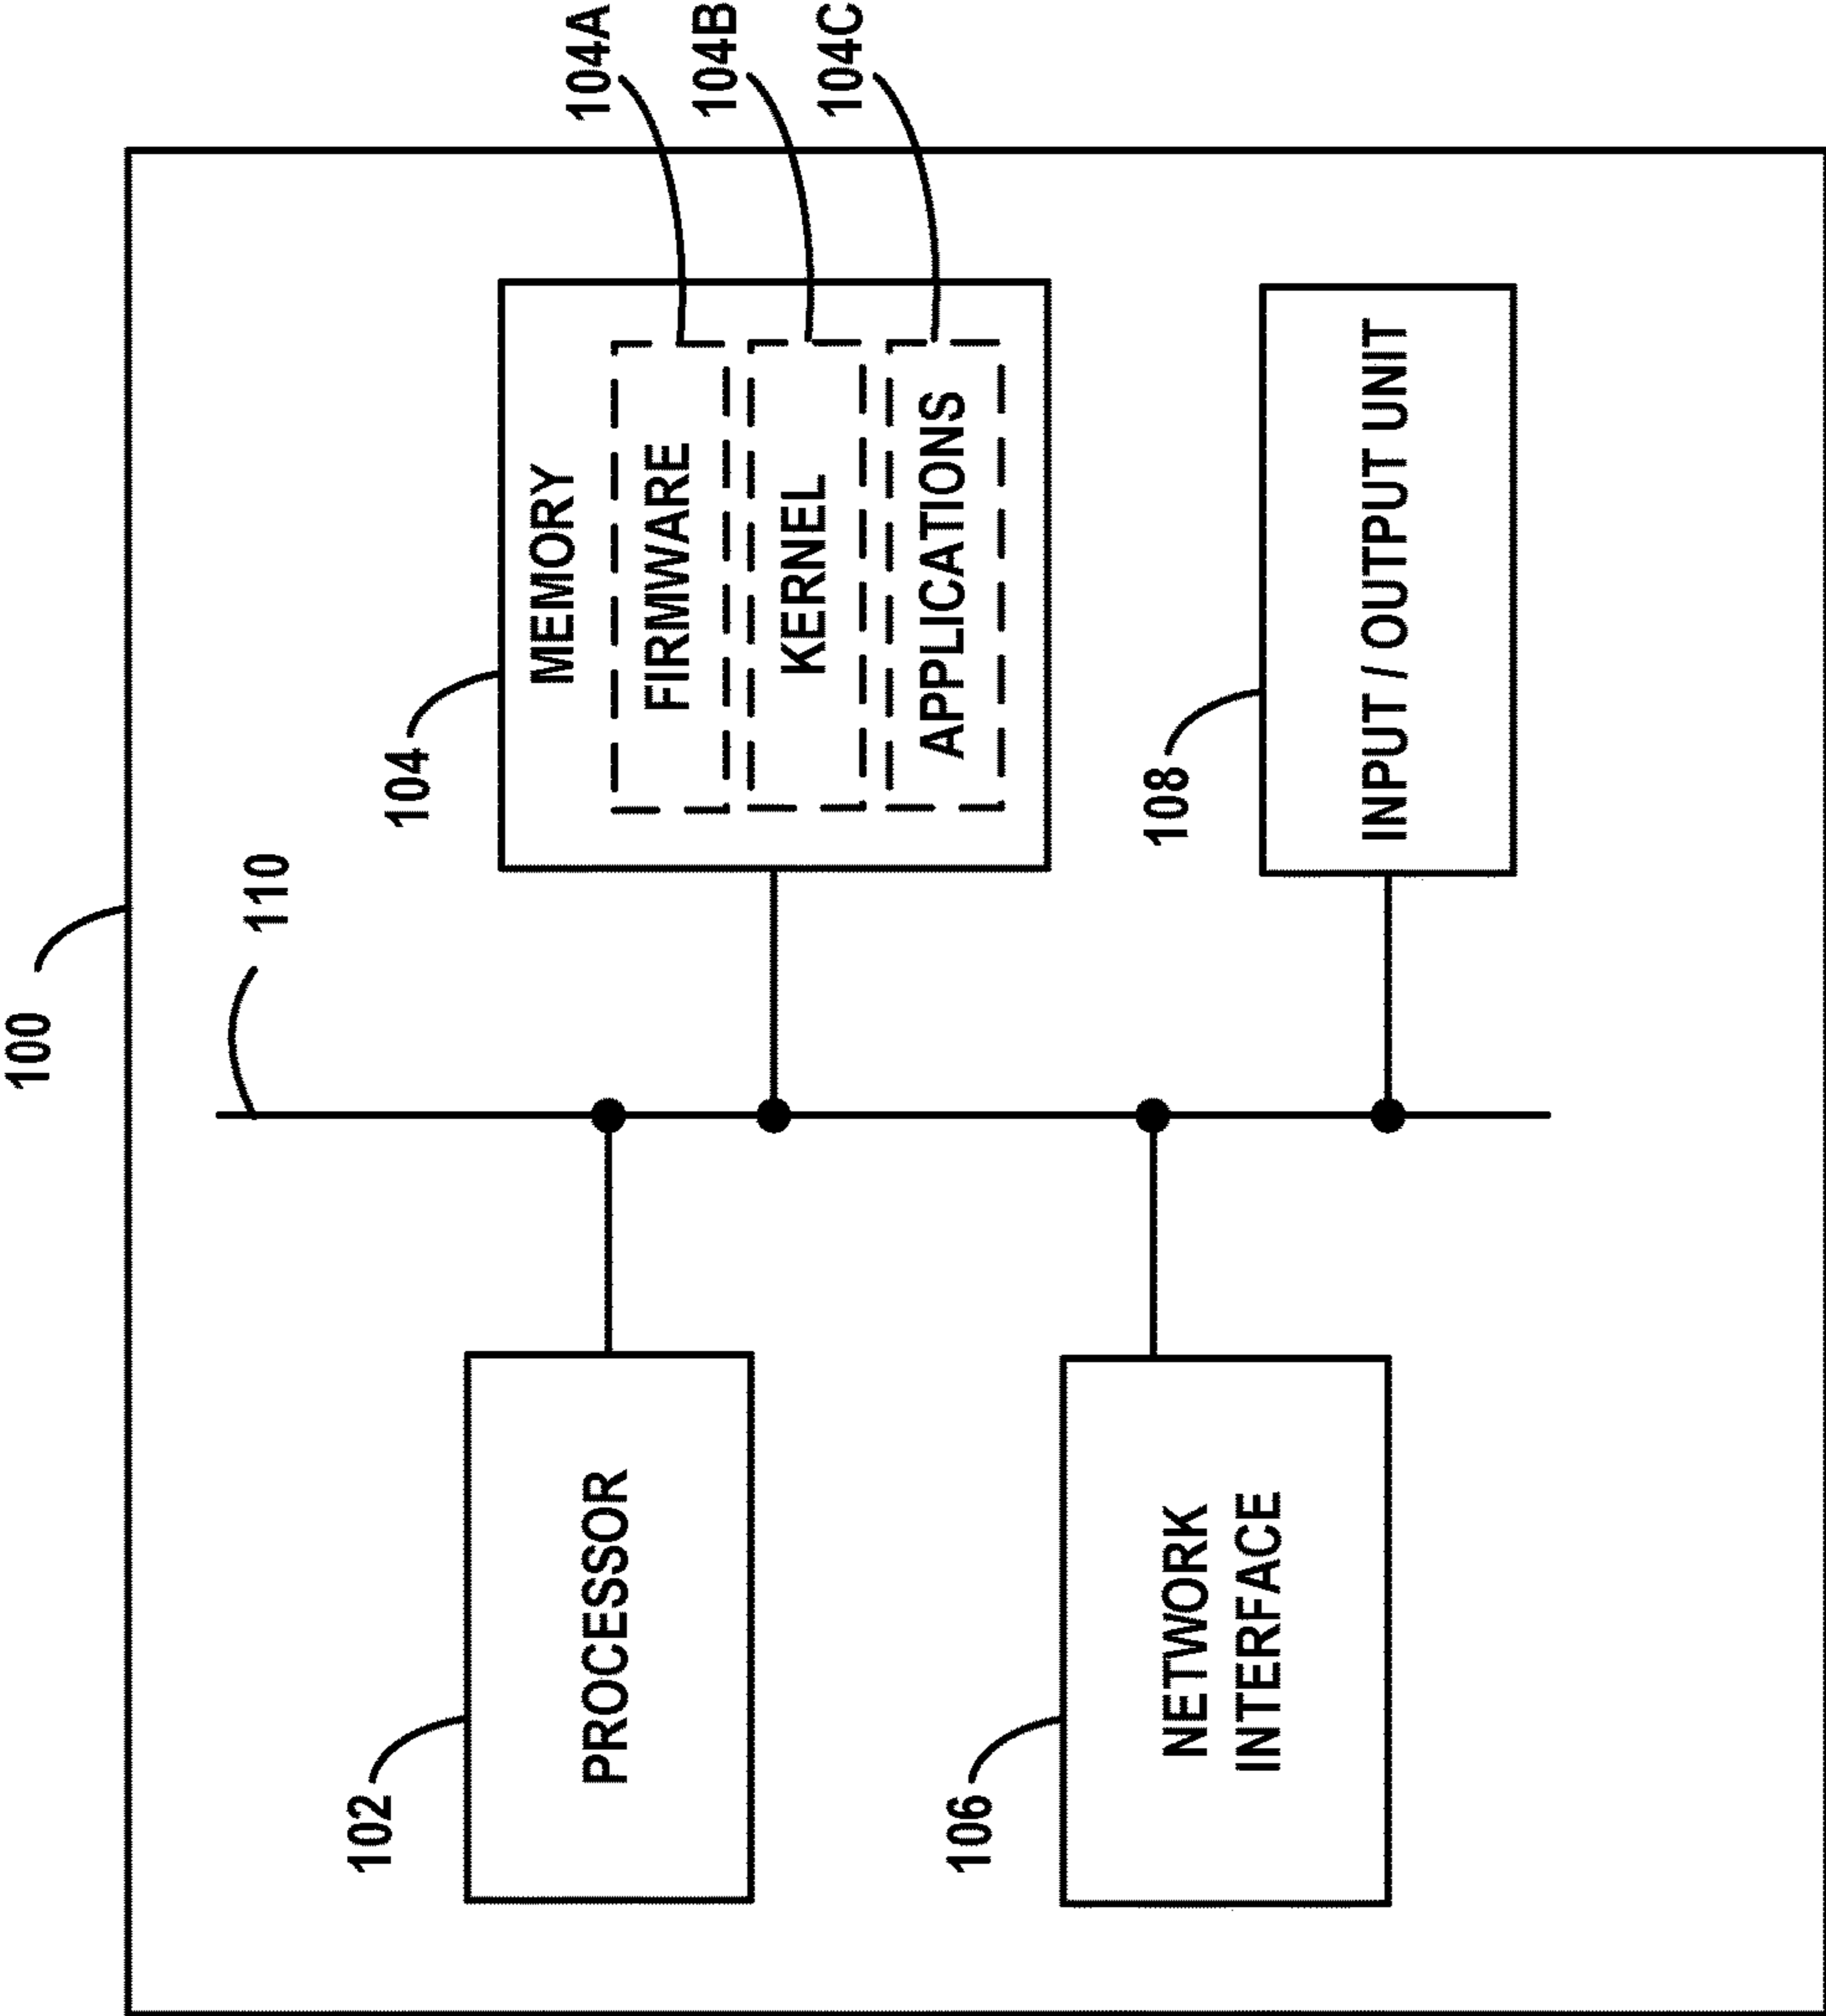 100
110
102
PROCESSOR
104
MEMORY
FIRMWARE
104A
KERNEL
104B
APPLICATIONS
104C
106
NETWORK
INTERFACE
108
INPUT / OUTPUT UNIT